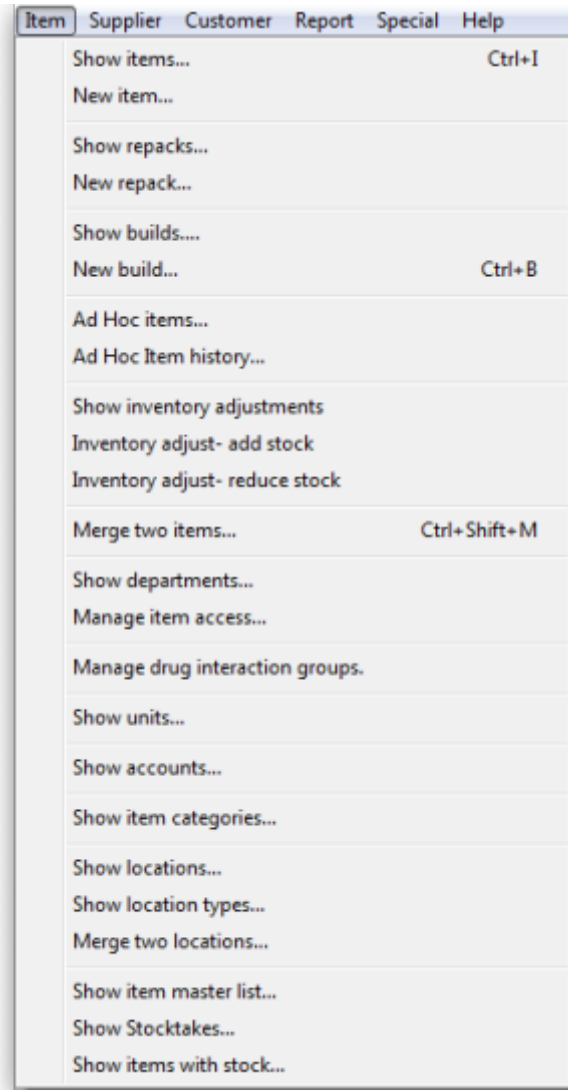 Item Supplier Customer Report Special Help
Show items... Ctrl+I
New item...
Show repacks...
New repack...
Show builds....
New build... Ctrl+B
Ad Hoc items...
Ad Hoc Item history...
Show inventory adjustments
Inventory adjust- add stock
Inventory adjust- reduce stock
Merge two items... Ctrl+Shift+M
Show departments...
Manage item access...
Manage drug interaction groups.
Show units...
Show accounts...
Show item categories...
Show locations...
Show location types...
Merge two locations...
Show item master list...
Show Stocktakes...
Show items with stock...